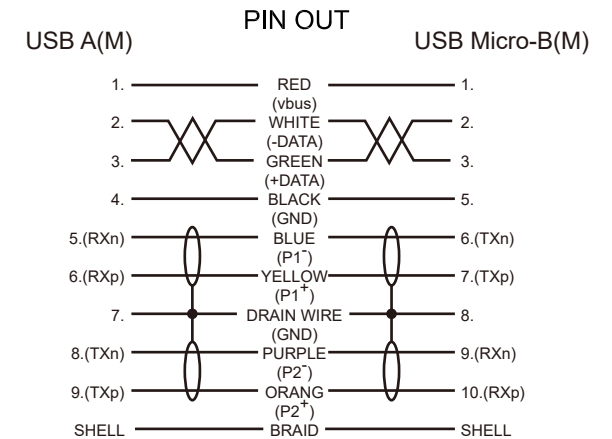 PIN OUT
USB A(M) USB Micro-B(M)
1. RED 1.
(vbus)
2. WHITE 2.
(-DATA)
3. GREEN 3.
(+DATA)
4. BLACK 5.
(GND)
5.(RXn) BLUE 6.(TXn)
(P1-)
6.(RXp) YELLOW 7.(TXp)
(P1+)
7. DRAIN WIRE 8.
(GND)
8.(TXn) PURPLE 9.(RXn)
(P2-)
9.(TXp) ORANG 10.(RXp)
(P2+)
SHELL BRAID SHELL